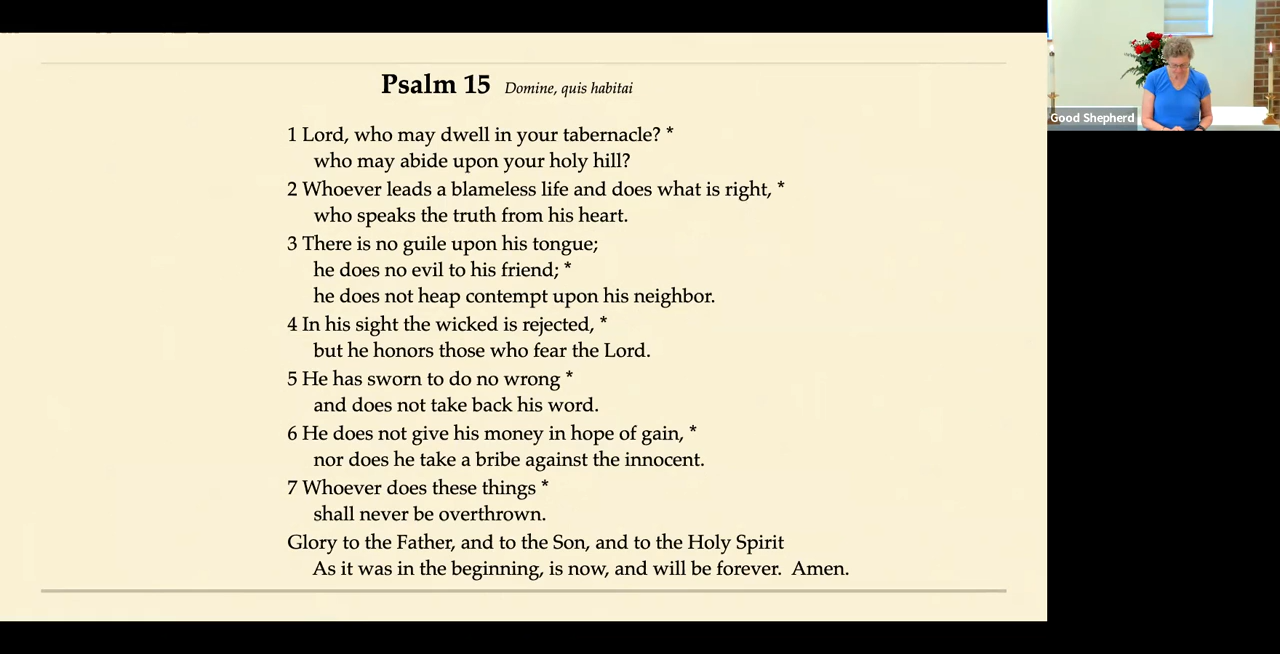 Psalm 15 Domine, quis habitai
1 Lord, who may dwell in your tabernacle? *
who may abide upon your holy hill?
2 Whoever leads a blameless life and does what is right, *
who speaks the truth from his heart.
3 There is no guile upon his tongue;
he does no evil to his friend; *
he does not heap contempt upon his neighbor.
4 In his sight the wicked is rejected, *
but he honors those who fear the Lord.
5 He has sworn to do no wrong *
and does not take back his word.
6 He does not give his money in hope of gain, *
nor does he take a bribe against the innocent.
7 Whoever does these things *
shall never be overthrown.
Glory to the Father, and to the Son, and to the Holy Spirit
As it was in the beginning, is now, and will be forever. Amen.
Good Shepherd